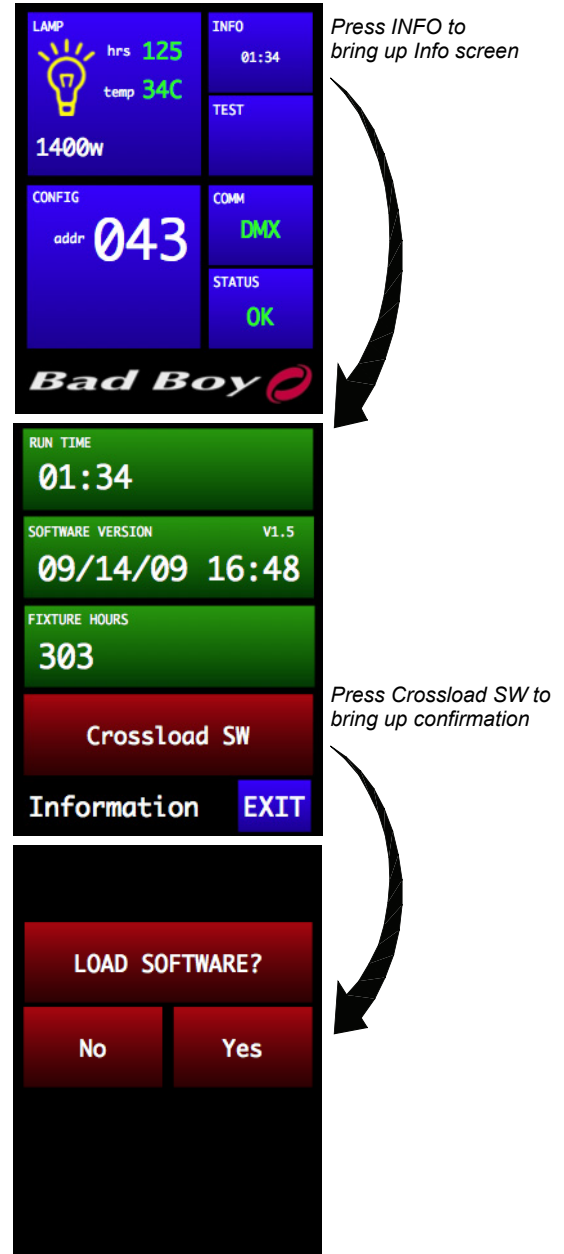 LAMP
hrs 125
temp 34C
1400w
INFO
01:34
TEST
CONFIG
addr 043
COMM
DMX
STATUS
OK
Bad Boy
Press INFO to
bring up Info screen
RUN TIME
01:34
SOFTWARE VERSION V1.5
09/14/09 16:48
FIXTURE HOURS
303
Crossload SW
Information EXIT
Press Crossload SW to
bring up confirmation
LOAD SOFTWARE?
No Yes